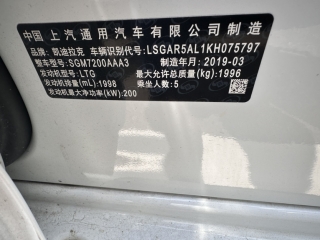 中国 上汽通用汽车有限公司制造
品牌:凯迪拉克 车辆识别代号:LSGAR5AL1KH075797
整车型号:SGM7200AAA3 制造年月:2019-03
发动机型号:LTG 最大允许总质量(kg):1996
发动机排量(mL):1998 乘坐人数:5
发动机最大净功率(kW):200